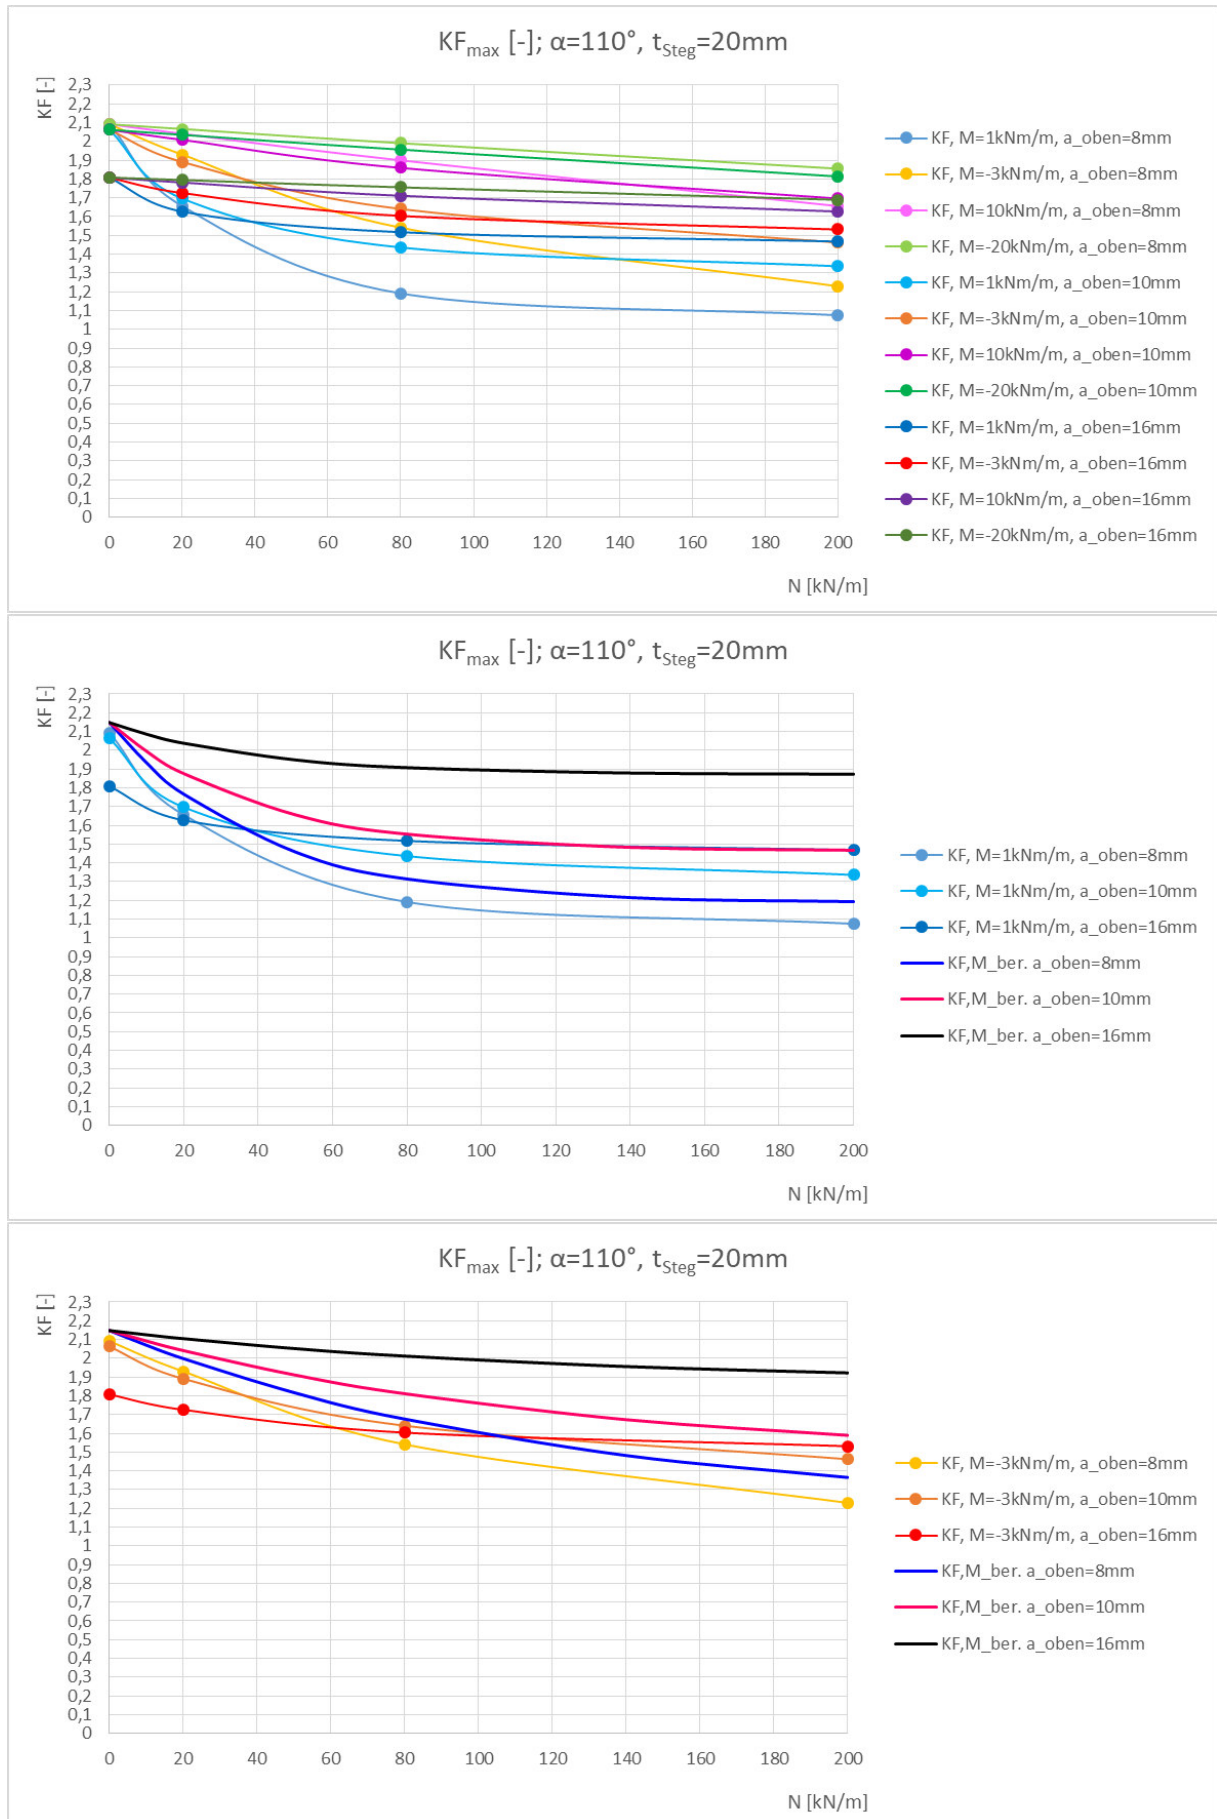 KFmax [-]; α=110°, tSteg=20mm
KF [-]
2,3
2,2
2,1
2
1,9
1,8
1,7
1,6
1,5
1,4
1,3
1,2
1,1
1
0,9
0,8
0,7
0,6
0,5
0,4
0,3
0,2
0,1
0
0 20 40 60 80 100 120 140 160 180 200
N [kN/m]
KF, M=1kNm/m, a_oben=8mm
KF, M=-3kNm/m, a_oben=8mm
KF, M=10kNm/m, a_oben=8mm
KF, M=-20kNm/m, a_oben=8mm
KF, M=1kNm/m, a_oben=10mm
KF, M=-3kNm/m, a_oben=10mm
KF, M=10kNm/m, a_oben=10mm
KF, M=-20kNm/m, a_oben=10mm
KF, M=1kNm/m, a_oben=16mm
KF, M=-3kNm/m, a_oben=16mm
KF, M=10kNm/m, a_oben=16mm
KF, M=-20kNm/m, a_oben=16mm
KFmax [-]; α=110°, tSteg=20mm
KF [-]
2,3
2,2
2,1
2
1,9
1,8
1,7
1,6
1,5
1,4
1,3
1,2
1,1
1
0,9
0,8
0,7
0,6
0,5
0,4
0,3
0,2
0,1
0
0 20 40 60 80 100 120 140 160 180 200
N [kN/m]
KF, M=1kNm/m, a_oben=8mm
KF, M=1kNm/m, a_oben=10mm
KF, M=1kNm/m, a_oben=16mm
KF,M_ber. a_oben=8mm
KF,M_ber. a_oben=10mm
KF,M_ber. a_oben=16mm
KFmax [-]; α=110°, tSteg=20mm
KF [-]
2,3
2,2
2,1
2
1,9
1,8
1,7
1,6
1,5
1,4
1,3
1,2
1,1
1
0,9
0,8
0,7
0,6
0,5
0,4
0,3
0,2
0,1
0
0 20 40 60 80 100 120 140 160 180 200
N [kN/m]
KF, M=-3kNm/m, a_oben=8mm
KF, M=-3kNm/m, a_oben=10mm
KF, M=-3kNm/m, a_oben=16mm
KF,M_ber. a_oben=8mm
KF,M_ber. a_oben=10mm
KF,M_ber. a_oben=16mm